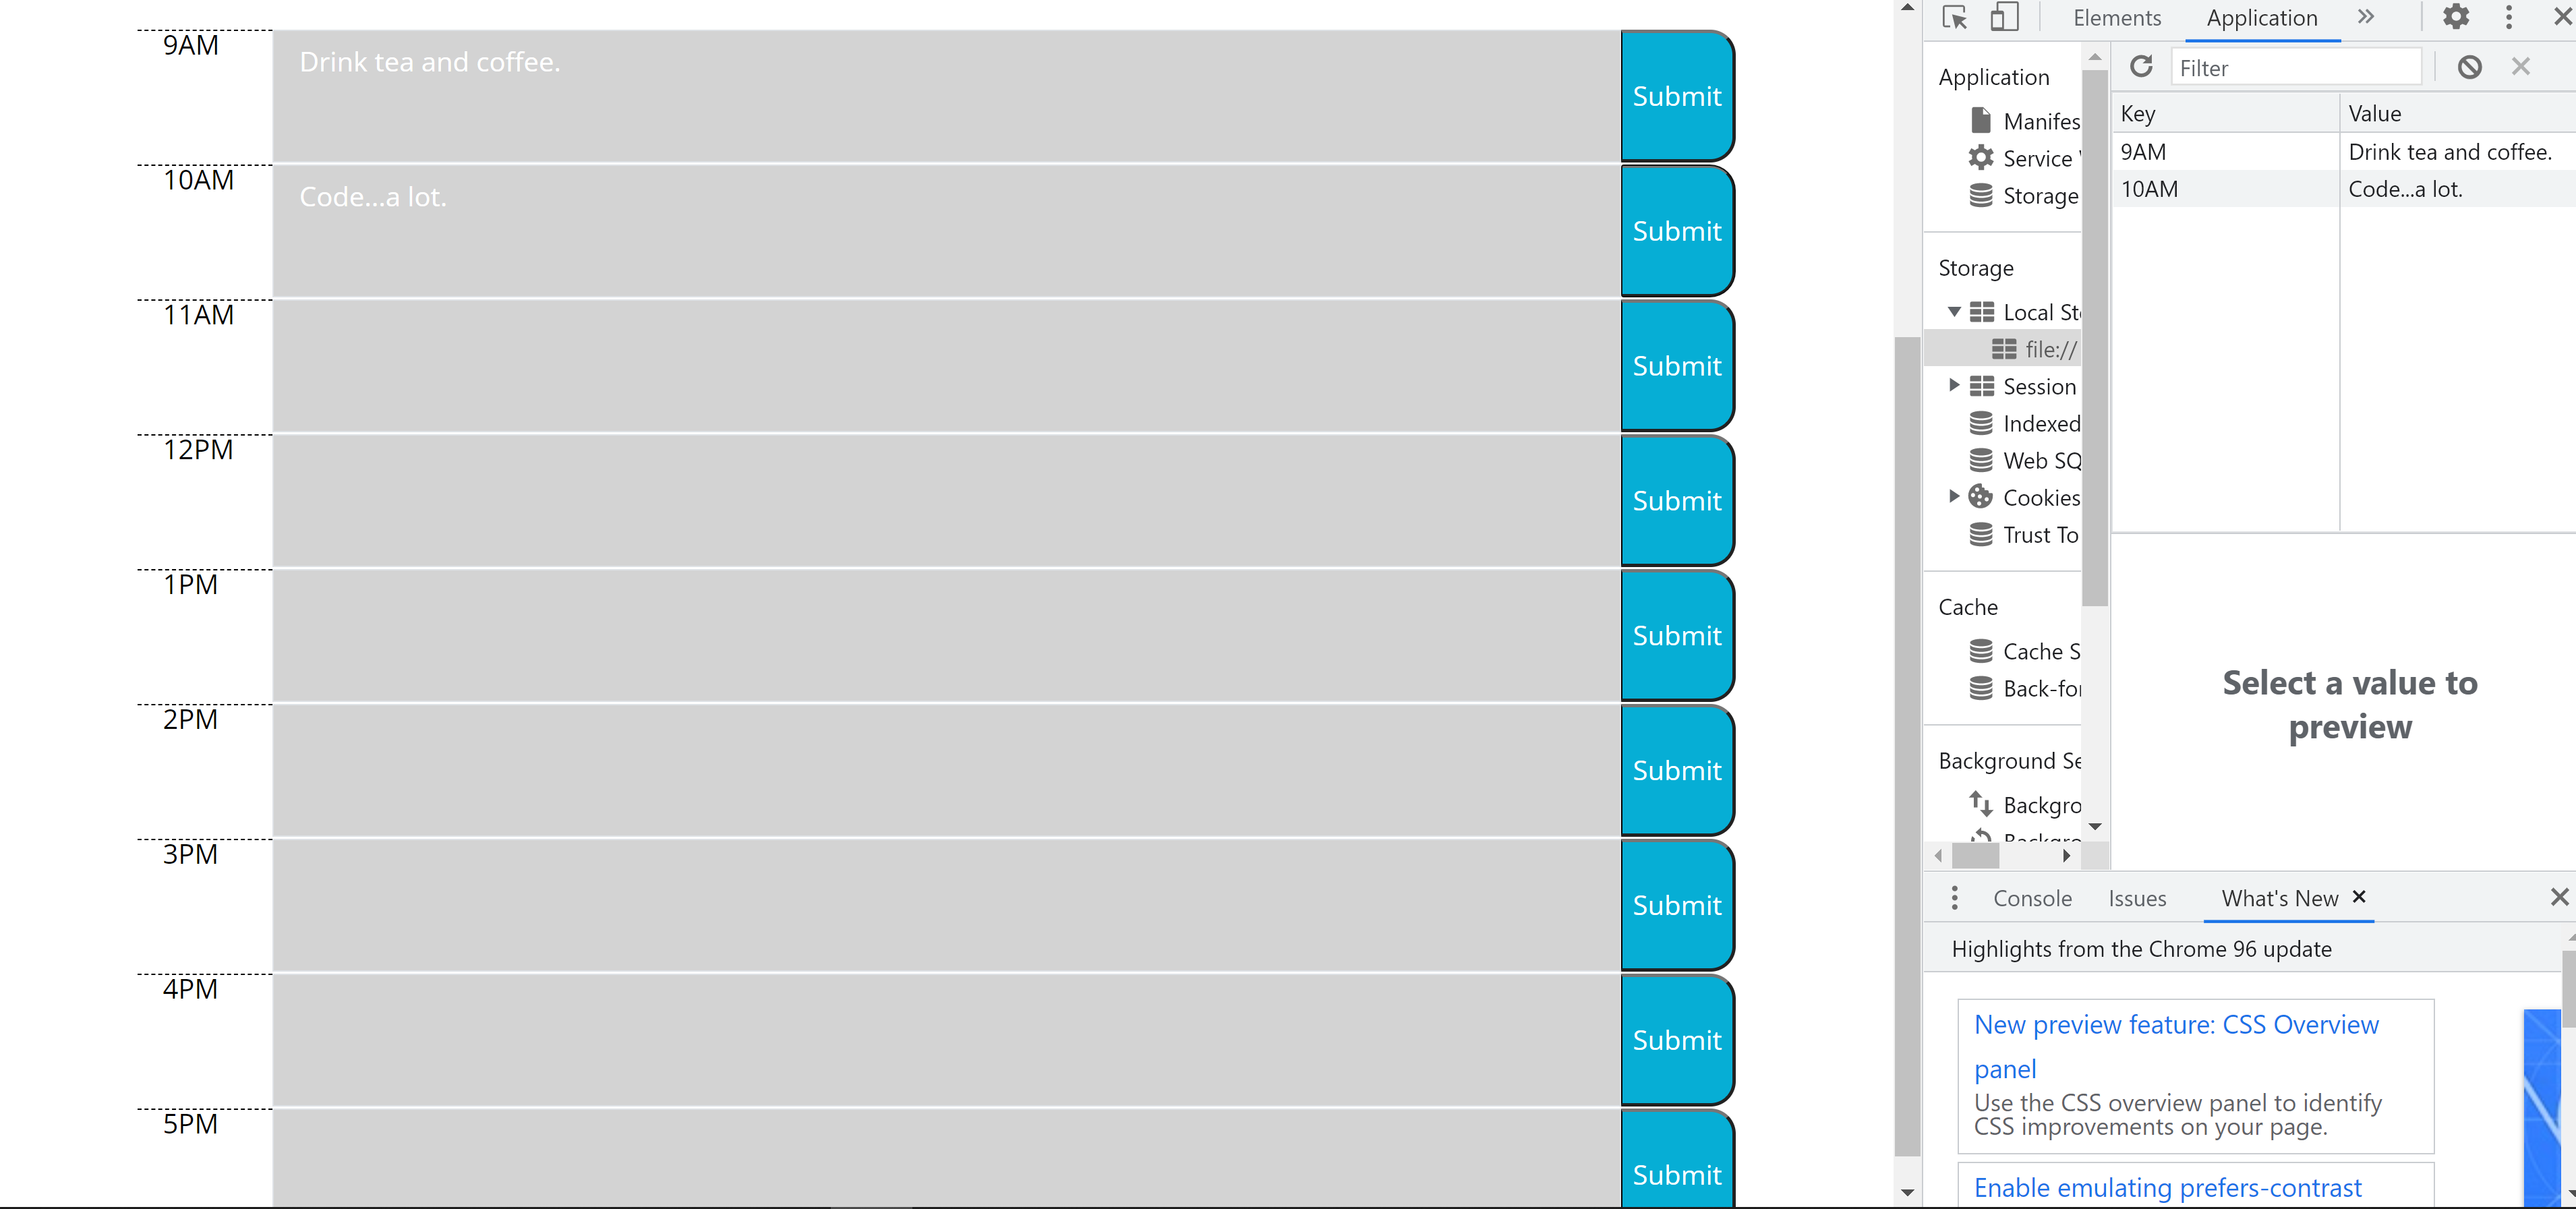 9AM
Drink tea and coffee.
Submit
10AM
Code...a lot.
Submit
11AM
Submit
12PM
Submit
1PM
Submit
2PM
Submit
3PM
Submit
4PM
Submit
5PM
Submit
Elements
Application
Application
Manifes
Service
Storage
Storage
Local St
file://
Session
Indexed
Web SQ
Cookies
Trust To
Cache
Cache S
Back-for
Background Se
Backgro
Backgro
Filter
Key Value
9AM Drink tea and coffee.
10AM Code...a lot.
Select a value to
preview
Console Issues What's New
Highlights from the Chrome 96 update
New preview feature: CSS Overview
panel
Use the CSS overview panel to identify
CSS improvements on your page.
Enable emulating prefers-contrast